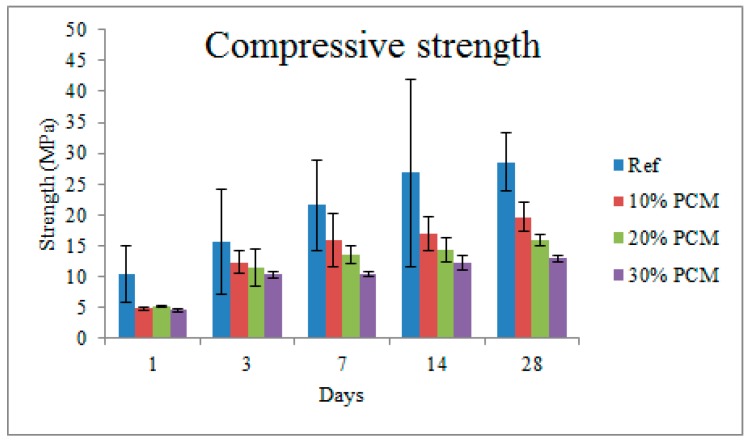 Compressive strength
50
45
40
35
30
25
20
15
10
5
0
Strength (MPa)
1 3 7 14 28
Days
Ref
10% PCM
20% PCM
30% PCM